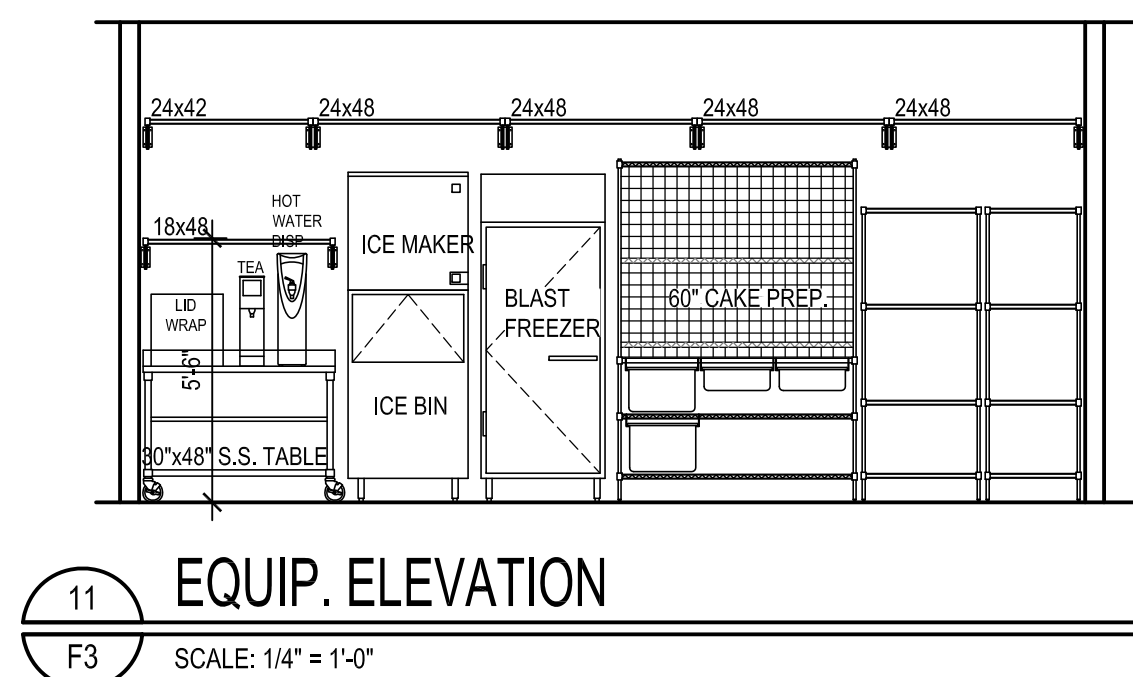 24x42 24x48 24x48 24x48 24x48
HOT
WATER
DISP
18x48
TEA
ICE MAKER
LID
WRAP
BLAST
FREEZER
60" CAKE PREP.
5'-6"
ICE BIN
30"x48" S.S. TABLE
11
EQUIP. ELEVATION
F3
SCALE: 1/4" = 1'-0"